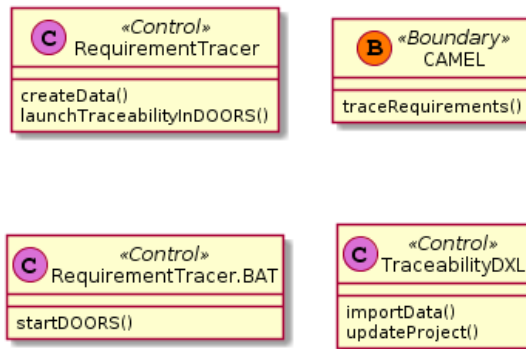 C
«Control»
RequirementTracer
createData()
launchTraceabilityInDOORS()
B
«Boundary»
CAMEL
traceRequirements()
C
«Control»
RequirementTracer.BAT
startDOORS()
C
«Control»
TraceabilityDXL
importData()
updateProject()